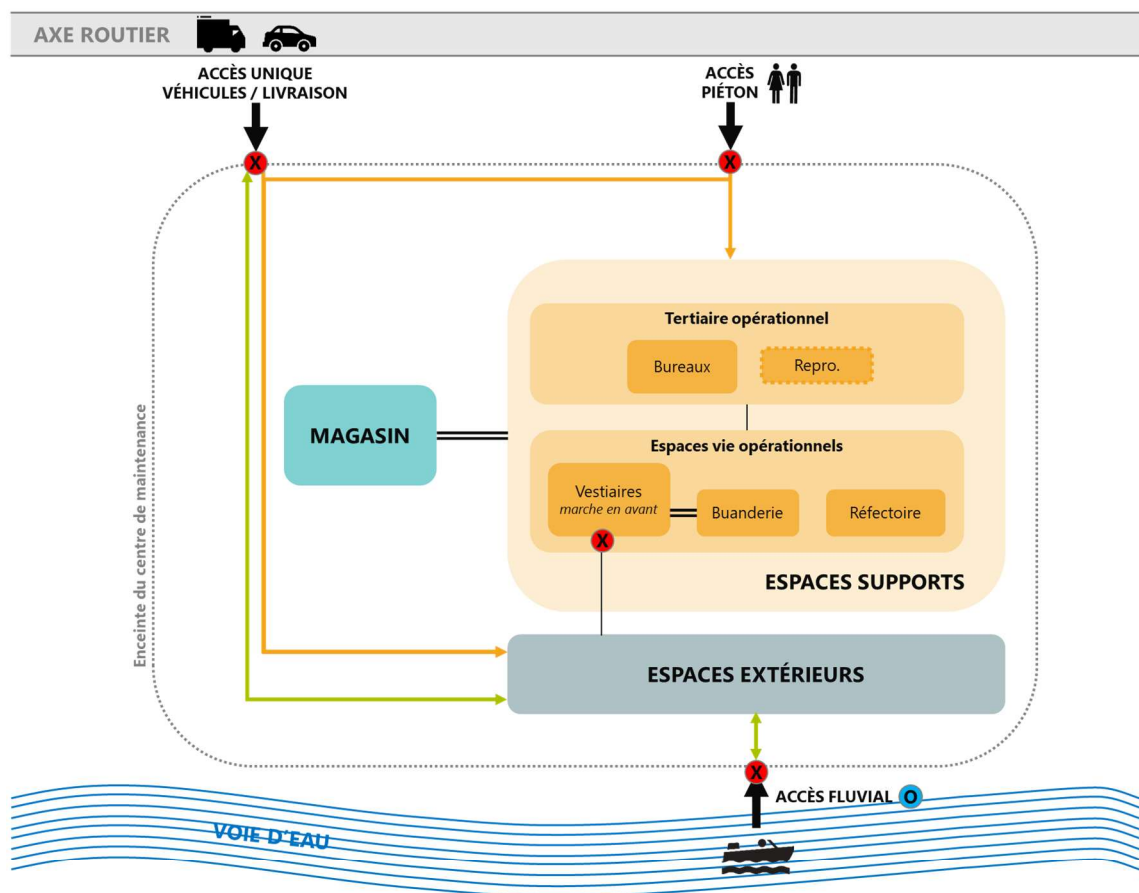 AXE ROUTIER
ACCÈS UNIQUE
VÉHICULES / LIVRAISON
ACCÈS
PIÉTON
X
X
Tertiaire opérationnel
Bureaux
Repro.
MAGASIN
Espaces vie opérationnels
Vestiaires
marche en avant
Buanderie
Réfectoire
X
ESPACES SUPPORTS
Enceinte du centre de maintenance
ESPACES EXTÉRIEURS
X
ACCÈS FLUVIAL O
VOIE D'EAU